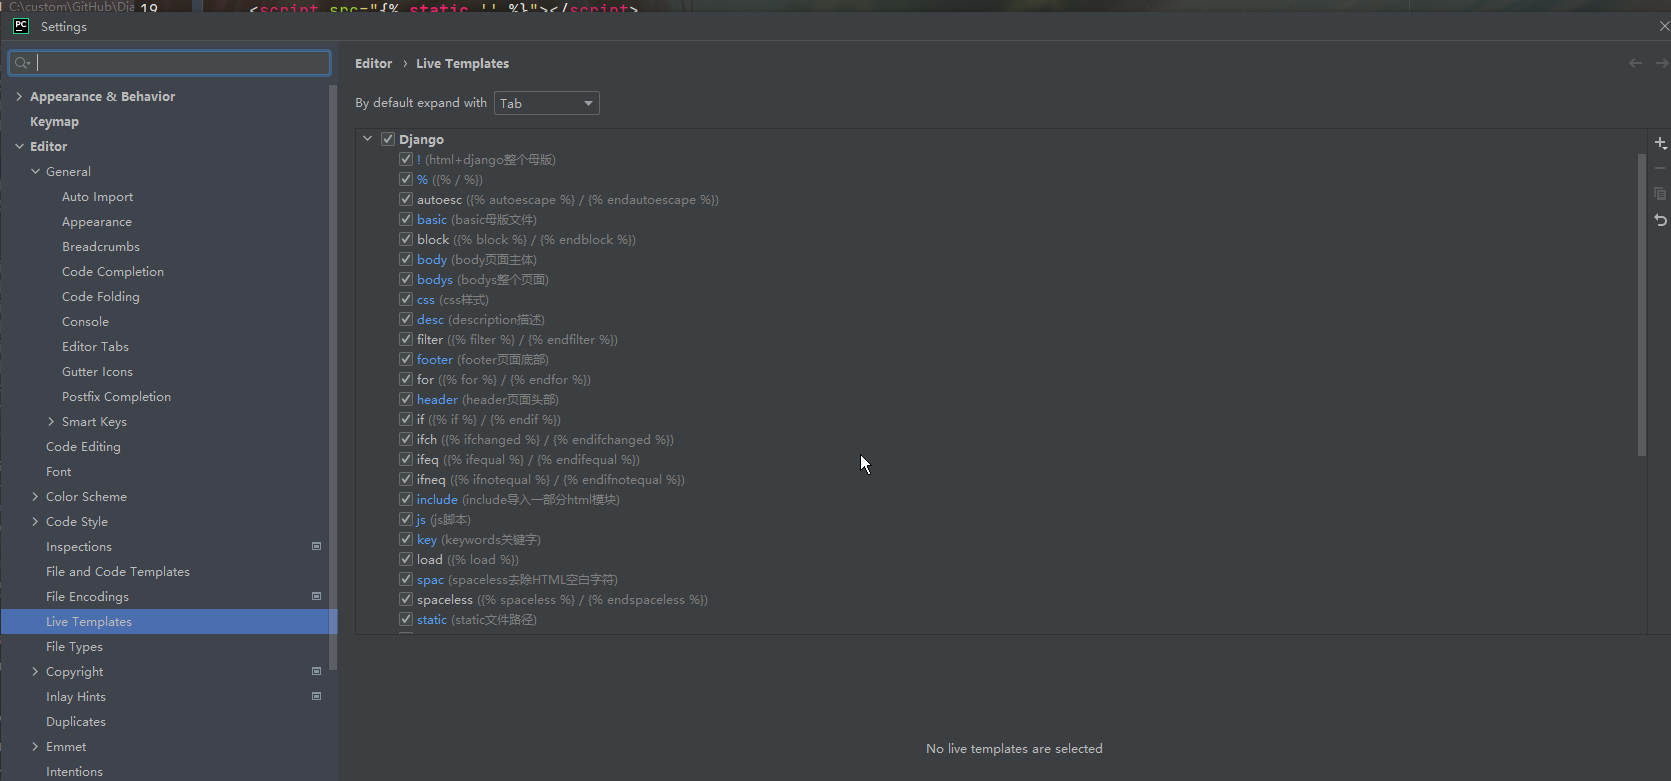 C:\custom\GitHub\Dja
19
<script src="{% static '' %}"></script>
PC
Settings
Appearance & Behavior
Keymap
Editor
General
Auto Import
Appearance
Breadcrumbs
Code Completion
Code Folding
Console
Editor Tabs
Gutter Icons
Postfix Completion
Smart Keys
Code Editing
Font
Color Scheme
Code Style
Inspections
File and Code Templates
File Encodings
Live Templates
File Types
Copyright
Inlay Hints
Duplicates
Emmet
Intentions
Editor › Live Templates
By default expand with Tab
Django
! (html+django整个母版)
% ({% / %})
autoesc ({% autoescape %} / {% endautoescape %})
basic (basic母版文件)
block ({% block %} / {% endblock %})
body (body页面主体)
bodys (bodys整个页面)
css (css样式)
desc (description描述)
filter ({% filter %} / {% endfilter %})
footer (footer页面底部)
for ({% for %} / {% endfor %})
header (header页面头部)
if ({% if %} / {% endif %})
ifch ({% ifchanged %} / {% endifchanged %})
ifeq ({% ifequal %} / {% endifequal %})
ifneq ({% ifnotequal %} / {% endifnotequal %})
include (include导入一部分html模块)
js (js脚本)
key (keywords关键字)
load ({% load %})
spac (spaceless去除HTML空白字符)
spaceless ({% spaceless %} / {% endspaceless %})
static (static文件路径)
No live templates are selected